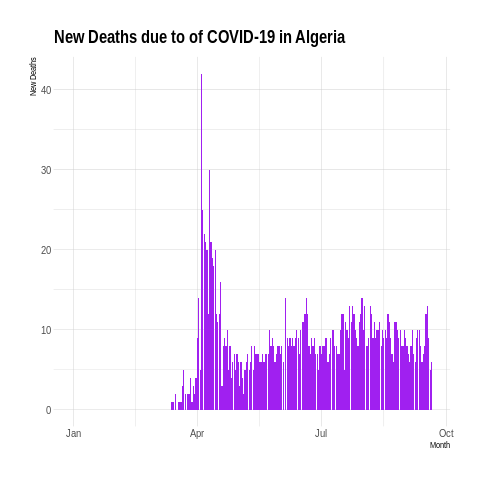 New Deaths due to of COVID-19 in Algeria
New Deaths
40
30
20
10
0
Jan
Apr
Jul
Oct
Month